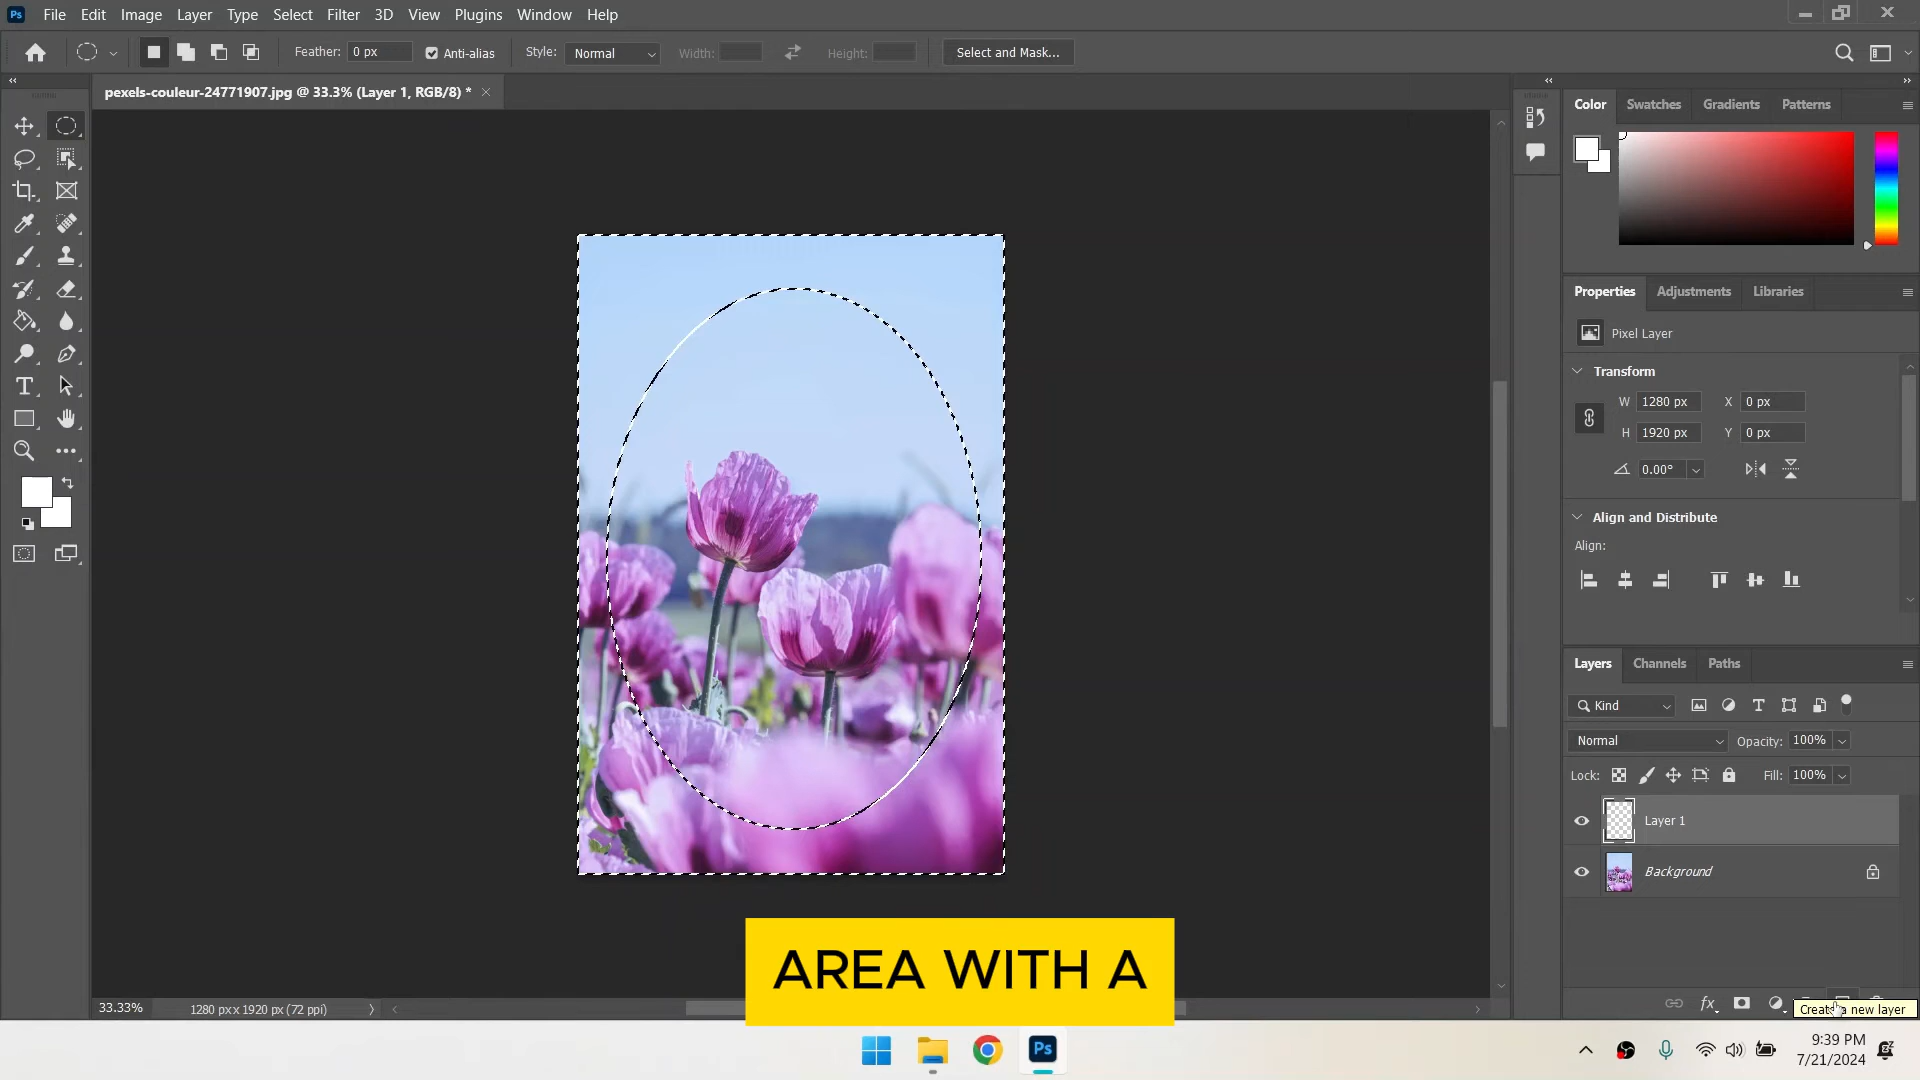 Ps File Edit Image Layer Type Select Filter 3D View Plugins Window Help
Feather: 0 px Anti-alias Style: Normal Width: Height: Select and Mask...
pexels-couleur-24771907.jpg @ 33.3% (Layer 1, RGB/8) *
Color Swatches Gradients Patterns
Properties Adjustments Libraries
Pixel Layer
Transform
W 1280 px X 0 px
H 1920 px Y 0 px
0.00°
Align and Distribute
Align:
Layers Channels Paths
Kind
Normal Opacity: 100%
Lock: Fill: 100%
Layer 1
Background
AREA WITH A
33.33% 1280 px x 1920 px (72 ppi)
fx
Create a new layer
Ps
9:39 PM
7/21/2024